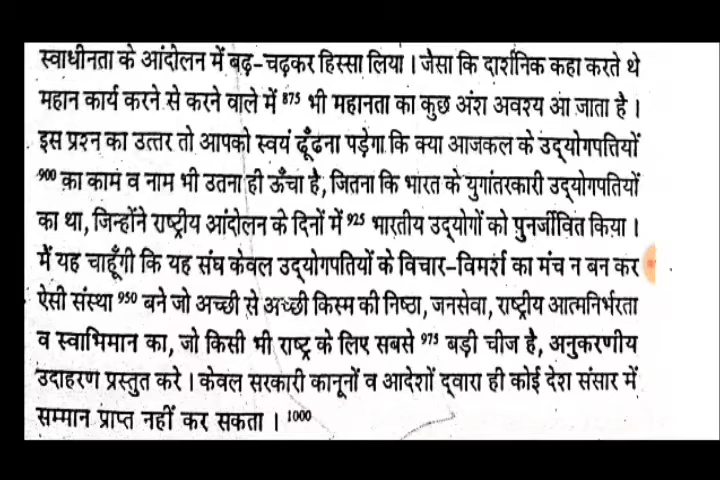 स्वाधीनता के आंदोलन में बढ़-चढ़कर हिस्सा लिया । जैसा कि दार्शनिक कहा करते थे
महान कार्य करने से करने वाले में 875 भी महानता का कुछ अंश अवश्य आ जाता है ।
इस प्रश्न का उत्तर तो आपको स्वयं ढूँढना पड़ेगा कि क्या आजकल के उद्योगपतियों
900 का काम व नाम भी उतना ही ऊँचा है, जितना कि भारत के युगांतरकारी उद्योगपतियों
का था, जिन्होंने राष्ट्रीय आंदोलन के दिनों में 925 भारतीय उद्योगों को पुनर्जीवित किया ।
मैं यह चाहूँगी कि यह संघ केवल उद्योगपतियों के विचार-विमर्श का मंच न बन कर
ऐसी संस्था 950 बने जो अच्छी से अच्छी किस्म की निष्ठा, जनसेवा, राष्ट्रीय आत्मनिर्भरता
व स्वाभिमान का, जो किसी भी राष्ट्र के लिए सबसे 975 बड़ी चीज है, अनुकरणीय
उदाहरण प्रस्तुत करे । केवल सरकारी कानूनों व आदेशों द्वारा ही कोई देश संसार में
सम्मान प्राप्त नहीं कर सकता । 1000